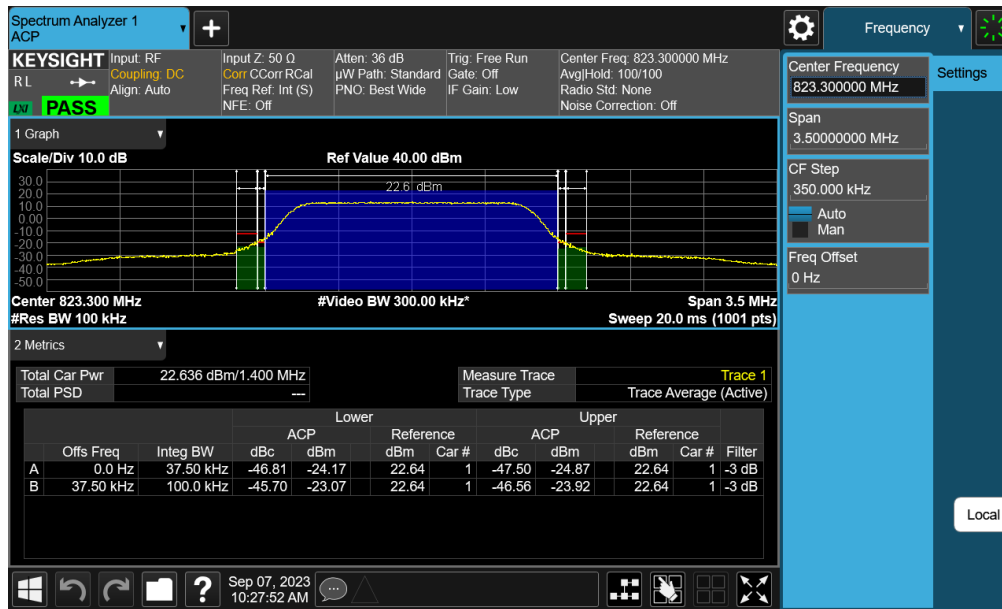 Spectrum Analyzer 1
ACP
+
Frequency
KEYSIGHT
R L
LXI
PASS
Input: RF
Coupling: DC
Align: Auto
Input Z: 50 Ω
Corr CCorr RCal
Freq Ref: Int (S)
NFE: Off
Atten: 36 dB
µW Path: Standard
PNO: Best Wide
Trig: Free Run
Gate: Off
IF Gain: Low
Center Freq: 823.300000 MHz
Avg|Hold: 100/100
Radio Std: None
Noise Correction: Off
Center Frequency
823.300000 MHz
Settings
Span
3.50000000 MHz
CF Step
350.000 kHz
Auto
Man
Freq Offset
0 Hz
Local
1 Graph
Scale/Div 10.0 dB
Ref Value 40.00 dBm
22.6 dBm
30.0
20.0
10.0
0.00
-10.0
-20.0
-30.0
-40.0
-50.0
Center 823.300 MHz
#Video BW 300.00 kHz*
Span 3.5 MHz
#Res BW 100 kHz
Sweep 20.0 ms (1001 pts)
2 Metrics
Total Car Pwr 22.636 dBm/1.400 MHz
Total PSD ---
Measure Trace Trace 1
Trace Type Trace Average (Active)
Lower Upper
ACP Reference ACP Reference
Offs Freq Integ BW dBc dBm dBm Car # dBc dBm dBm Car # Filter
A 0.0 Hz 37.50 kHz -46.81 -24.17 22.64 1 -47.50 -24.87 22.64 1 -3 dB
B 37.50 kHz 100.0 kHz -45.70 -23.07 22.64 1 -46.56 -23.92 22.64 1 -3 dB
?
Sep 07, 2023
10:27:52 AM